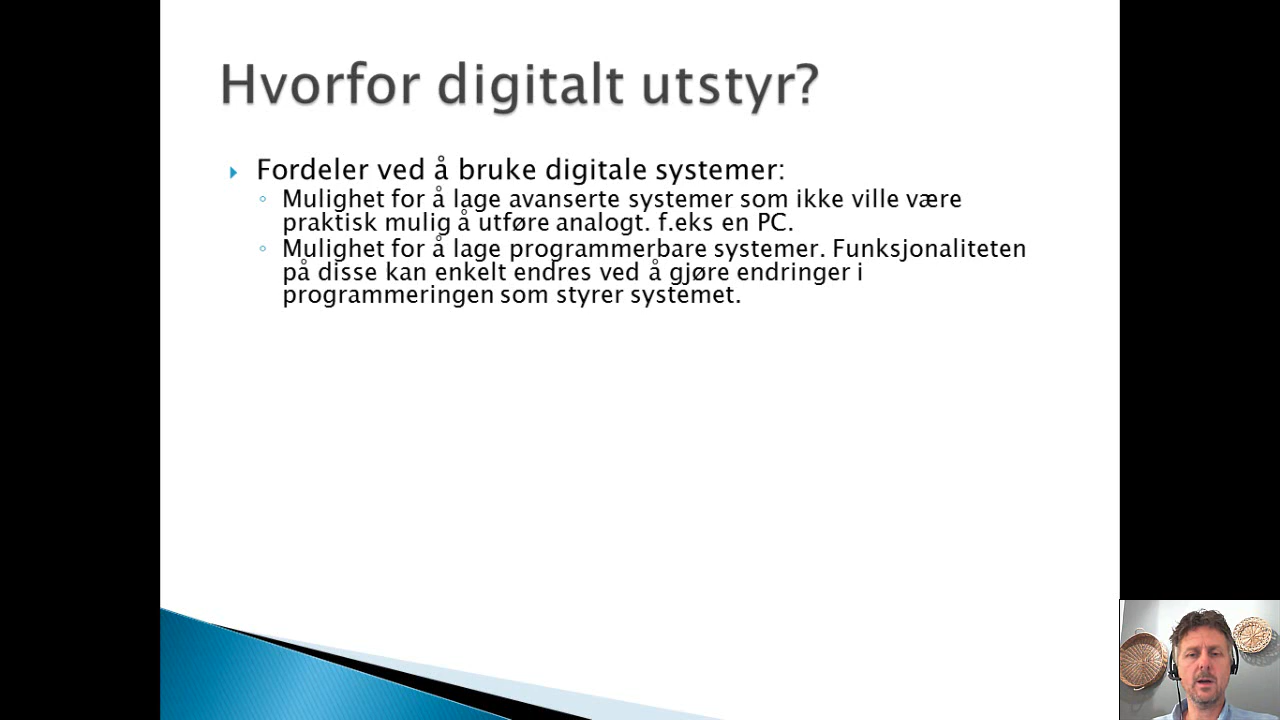 Hvorfor digitalt utstyr?
Fordeler ved å bruke digitale systemer:
Mulighet for å lage avanserte systemer som ikke ville være
praktisk mulig å utføre analogt. f.eks en PC.
Mulighet for å lage programmerbare systemer. Funksjonaliteten
på disse kan enkelt endres ved å gjøre endringer i
programmeringen som styrer systemet.